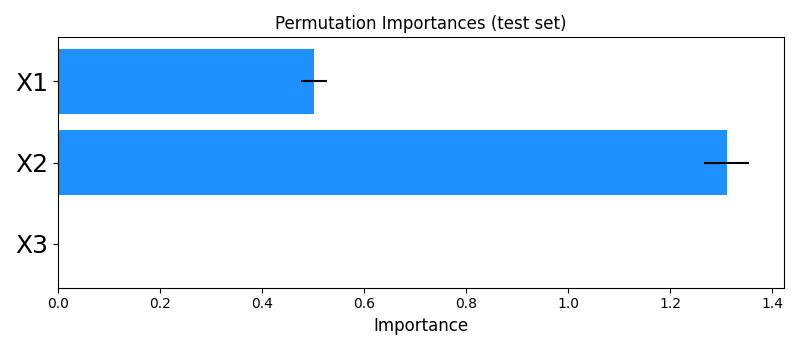 Permutation Importances (test set)
X1
X2
X3
0.0 0.2 0.4 0.6 0.8 1.0 1.2 1.4
Importance